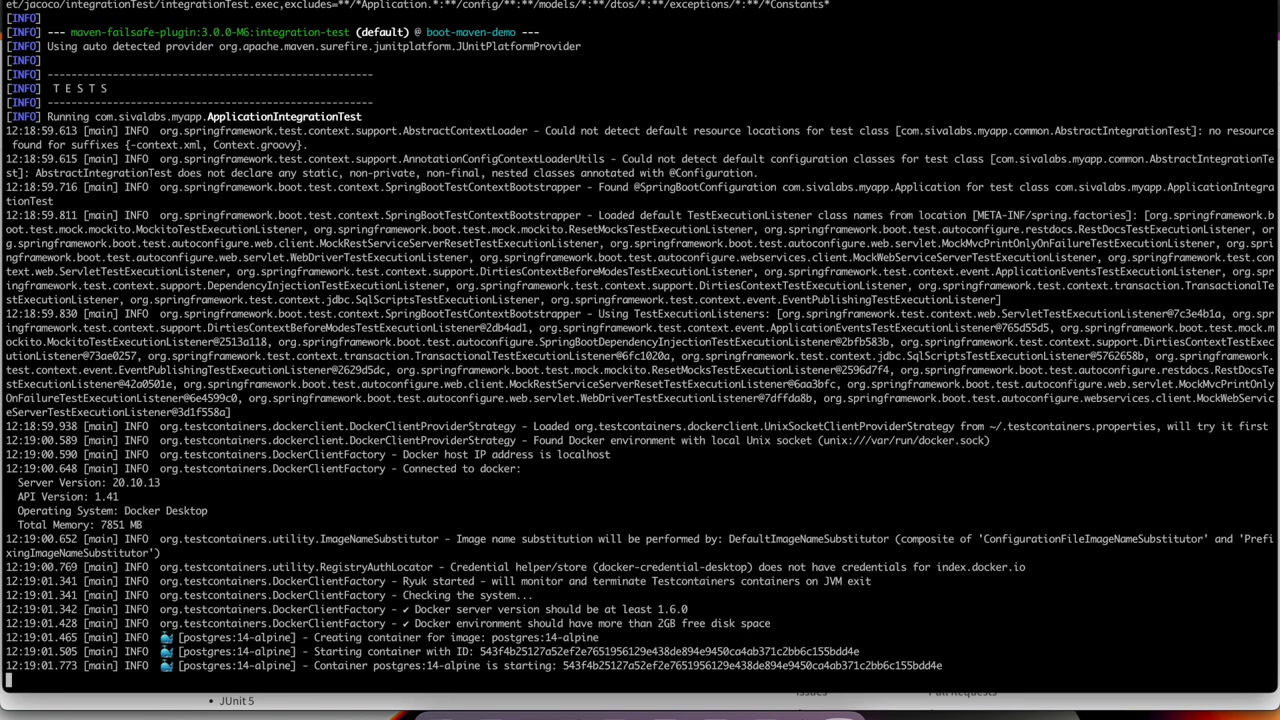 et/jacoco/integrationTest/integrationTest.exec,excludes=**/*Application.*:**/config/**:**/models/*:**/dtos/*:**/exceptions/*:**/*Constants*
[INFO]
[INFO] --- maven-failsafe-plugin:3.0.0-M6:integration-test (default) @ boot-maven-demo ---
[INFO] Using auto detected provider org.apache.maven.surefire.junitplatform.JUnitPlatformProvider
[INFO]
[INFO] -------------------------------------------------------
[INFO]  T E S T S
[INFO] -------------------------------------------------------
[INFO] Running com.sivalabs.myapp.ApplicationIntegrationTest
12:18:59.613 [main] INFO  org.springframework.test.context.support.AbstractContextLoader - Could not detect default resource locations for test class [com.sivalabs.myapp.common.AbstractIntegrationTest]: no resource
 found for suffixes {-context.xml, Context.groovy}.
12:18:59.615 [main] INFO  org.springframework.test.context.support.AnnotationConfigContextLoaderUtils - Could not detect default configuration classes for test class [com.sivalabs.myapp.common.AbstractIntegrationTe
st]: AbstractIntegrationTest does not declare any static, non-private, non-final, nested classes annotated with @Configuration.
12:18:59.716 [main] INFO  org.springframework.boot.test.context.SpringBootTestContextBootstrapper - Found @SpringBootConfiguration com.sivalabs.myapp.Application for test class com.sivalabs.myapp.ApplicationIntegra
tionTest
12:18:59.811 [main] INFO  org.springframework.boot.test.context.SpringBootTestContextBootstrapper - Loaded default TestExecutionListener class names from location [META-INF/spring.factories]: [org.springframework.b
oot.test.mock.mockito.MockitoTestExecutionListener, org.springframework.boot.test.mock.mockito.ResetMocksTestExecutionListener, org.springframework.boot.test.autoconfigure.restdocs.RestDocsTestExecutionListener, or
g.springframework.boot.test.autoconfigure.web.client.MockRestServiceServerResetTestExecutionListener, org.springframework.boot.test.autoconfigure.web.servlet.MockMvcPrintOnlyOnFailureTestExecutionListener, org.spri
ngframework.boot.test.autoconfigure.web.servlet.WebDriverTestExecutionListener, org.springframework.boot.test.autoconfigure.webservices.client.MockWebServiceServerTestExecutionListener, org.springframework.test.con
text.web.ServletTestExecutionListener, org.springframework.test.context.support.DirtiesContextBeforeModesTestExecutionListener, org.springframework.test.context.event.ApplicationEventsTestExecutionListener, org.spr
ingframework.test.context.support.DependencyInjectionTestExecutionListener, org.springframework.test.context.support.DirtiesContextTestExecutionListener, org.springframework.test.context.transaction.TransactionalTe
stExecutionListener, org.springframework.test.context.jdbc.SqlScriptsTestExecutionListener, org.springframework.test.context.event.EventPublishingTestExecutionListener]
12:18:59.830 [main] INFO  org.springframework.boot.test.context.SpringBootTestContextBootstrapper - Using TestExecutionListeners: [org.springframework.test.context.web.ServletTestExecutionListener@7c3e4b1a, org.spr
ingframework.test.context.support.DirtiesContextBeforeModesTestExecutionListener@2db4ad1, org.springframework.test.context.event.ApplicationEventsTestExecutionListener@765d55d5, org.springframework.boot.test.mock.m
ockito.MockitoTestExecutionListener@2513a118, org.springframework.boot.test.autoconfigure.SpringBootDependencyInjectionTestExecutionListener@2bfb583b, org.springframework.test.context.support.DirtiesContextTestExec
utionListener@73ae0257, org.springframework.test.context.transaction.TransactionalTestExecutionListener@6fc1020a, org.springframework.test.context.jdbc.SqlScriptsTestExecutionListener@5762658b, org.springframework.
test.context.event.EventPublishingTestExecutionListener@2629d5dc, org.springframework.boot.test.mock.mockito.ResetMocksTestExecutionListener@2596d7f4, org.springframework.boot.test.autoconfigure.restdocs.RestDocsTe
stExecutionListener@42a0501e, org.springframework.boot.test.autoconfigure.web.client.MockRestServiceServerResetTestExecutionListener@6aa3bfc, org.springframework.boot.test.autoconfigure.web.servlet.MockMvcPrintOnly
OnFailureTestExecutionListener@6e4599c0, org.springframework.boot.test.autoconfigure.web.servlet.WebDriverTestExecutionListener@7dffda8b, org.springframework.boot.test.autoconfigure.webservices.client.MockWebServic
eServerTestExecutionListener@3d1f558a]
12:18:59.938 [main] INFO  org.testcontainers.dockerclient.DockerClientProviderStrategy - Loaded org.testcontainers.dockerclient.UnixSocketClientProviderStrategy from ~/.testcontainers.properties, will try it first
12:19:00.589 [main] INFO  org.testcontainers.dockerclient.DockerClientProviderStrategy - Found Docker environment with local Unix socket (unix:///var/run/docker.sock)
12:19:00.590 [main] INFO  org.testcontainers.DockerClientFactory - Docker host IP address is localhost
12:19:00.648 [main] INFO  org.testcontainers.DockerClientFactory - Connected to docker:
  Server Version: 20.10.13
  API Version: 1.41
  Operating System: Docker Desktop
  Total Memory: 7851 MB
12:19:00.652 [main] INFO  org.testcontainers.utility.ImageNameSubstitutor - Image name substitution will be performed by: DefaultImageNameSubstitutor (composite of 'ConfigurationFileImageNameSubstitutor' and 'Prefi
xingImageNameSubstitutor')
12:19:00.769 [main] INFO  org.testcontainers.utility.RegistryAuthLocator - Credential helper/store (docker-credential-desktop) does not have credentials for index.docker.io
12:19:01.341 [main] INFO  org.testcontainers.DockerClientFactory - Ryuk started - will monitor and terminate Testcontainers containers on JVM exit
12:19:01.341 [main] INFO  org.testcontainers.DockerClientFactory - Checking the system...
12:19:01.342 [main] INFO  org.testcontainers.DockerClientFactory - ✔ Docker server version should be at least 1.6.0
12:19:01.428 [main] INFO  org.testcontainers.DockerClientFactory - ✔ Docker environment should have more than 2GB free disk space
12:19:01.465 [main] INFO  🐳 [postgres:14-alpine] - Creating container for image: postgres:14-alpine
12:19:01.505 [main] INFO  🐳 [postgres:14-alpine] - Starting container with ID: 543f4b25127a52ef2e7651956129e438de894e9450ca4ab371c2bb6c155bdd4e
12:19:01.773 [main] INFO  🐳 [postgres:14-alpine] - Container postgres:14-alpine is starting: 543f4b25127a52ef2e7651956129e438de894e9450ca4ab371c2bb6c155bdd4e
Issues Pull Requests
• JUnit 5